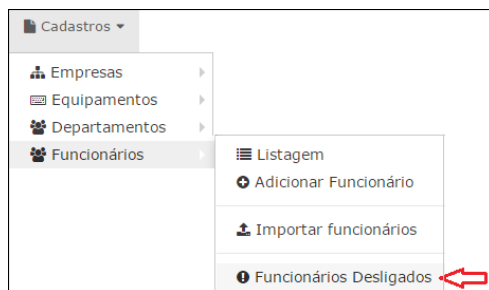 Cadastros
Empresas
Equipamentos
Departamentos
Funcionários
Listagem
Adicionar Funcionário
Importar funcionários
Funcionários Desligados